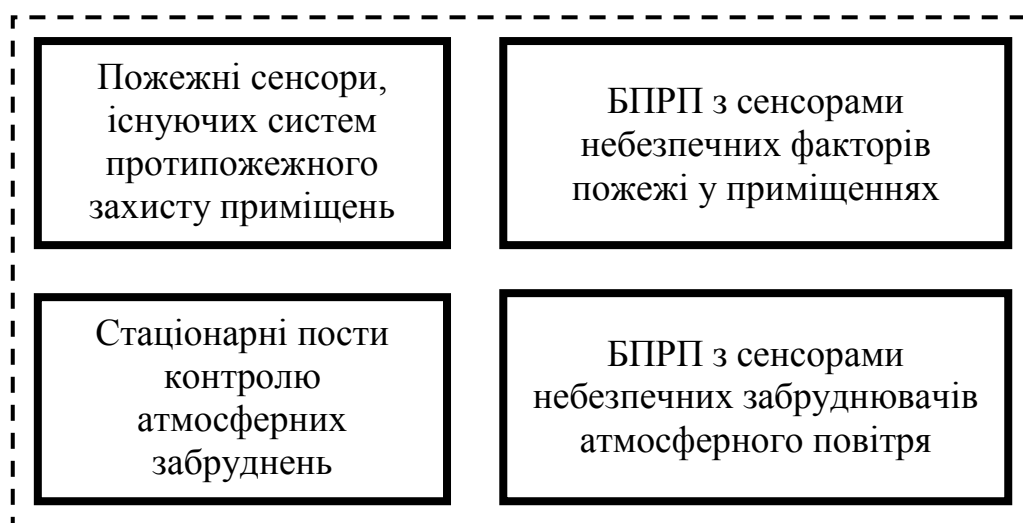 Пожежні сенсори,
існуючих систем
протипожежного
захисту приміщень
БПРП з сенсорами
небезпечних факторів
пожежі у приміщеннях
Стаціонарні пости
контролю
атмосферних
забруднень
БПРП з сенсорами
небезпечних забруднювачів
атмосферного повітря